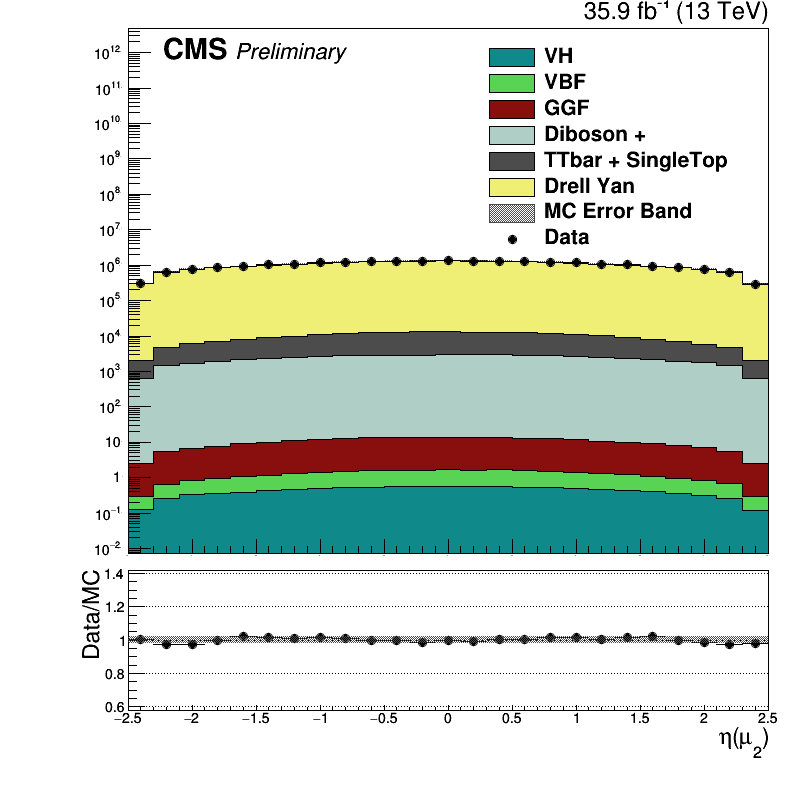 35.9 fb⁻¹ (13 TeV)
CMS Preliminary
VH
VBF
GGF
Diboson +
TTbar + SingleTop
Drell Yan
MC Error Band
Data
10¹²
10¹¹
10¹⁰
10⁹
10⁸
10⁷
10⁶
10⁵
10⁴
10³
10²
10
1
10⁻¹
10⁻²
Data/MC
1.4
1.2
1
0.8
0.6
−2.5 −2 −1.5 −1 −0.5 0 0.5 1 1.5 2 2.5
η(μ₂)